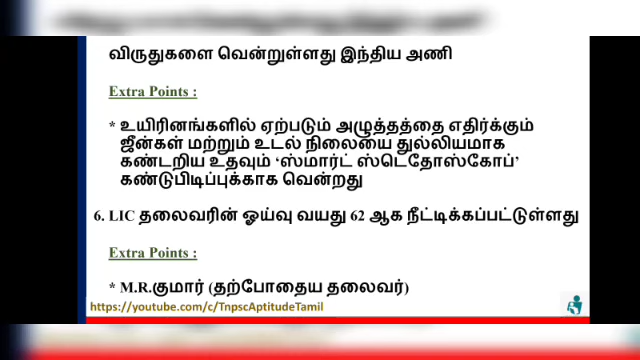 விருதுகளை வென்றுள்ளது இந்திய அணி
Extra Points :
* உயிரினங்களில் ஏற்படும் அழுத்தத்தை எதிர்க்கும்
ஜீன்கள் மற்றும் உடல் நிலையை துல்லியமாக
கண்டறிய உதவும் ‘ஸ்மார்ட் ஸ்டெதோஸ்கோப்’
கண்டுபிடிப்புக்காக வென்றது
6. LIC தலைவரின் ஓய்வு வயது 62 ஆக நீட்டிக்கப்பட்டுள்ளது
Extra Points :
* M.R.குமார் (தற்போதைய தலைவர்)
https://youtube.com/c/TnpscAptitudeTamil